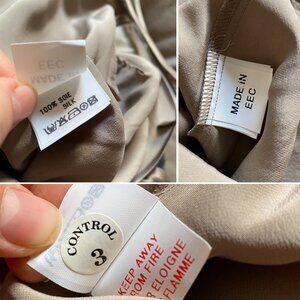 EEC
MADE IN
100% SOIE
SILK
MADE IN
EEC
CONTROL
3
KEEP AWAY
FROM FIRE
ELOIGNE
FLAMME